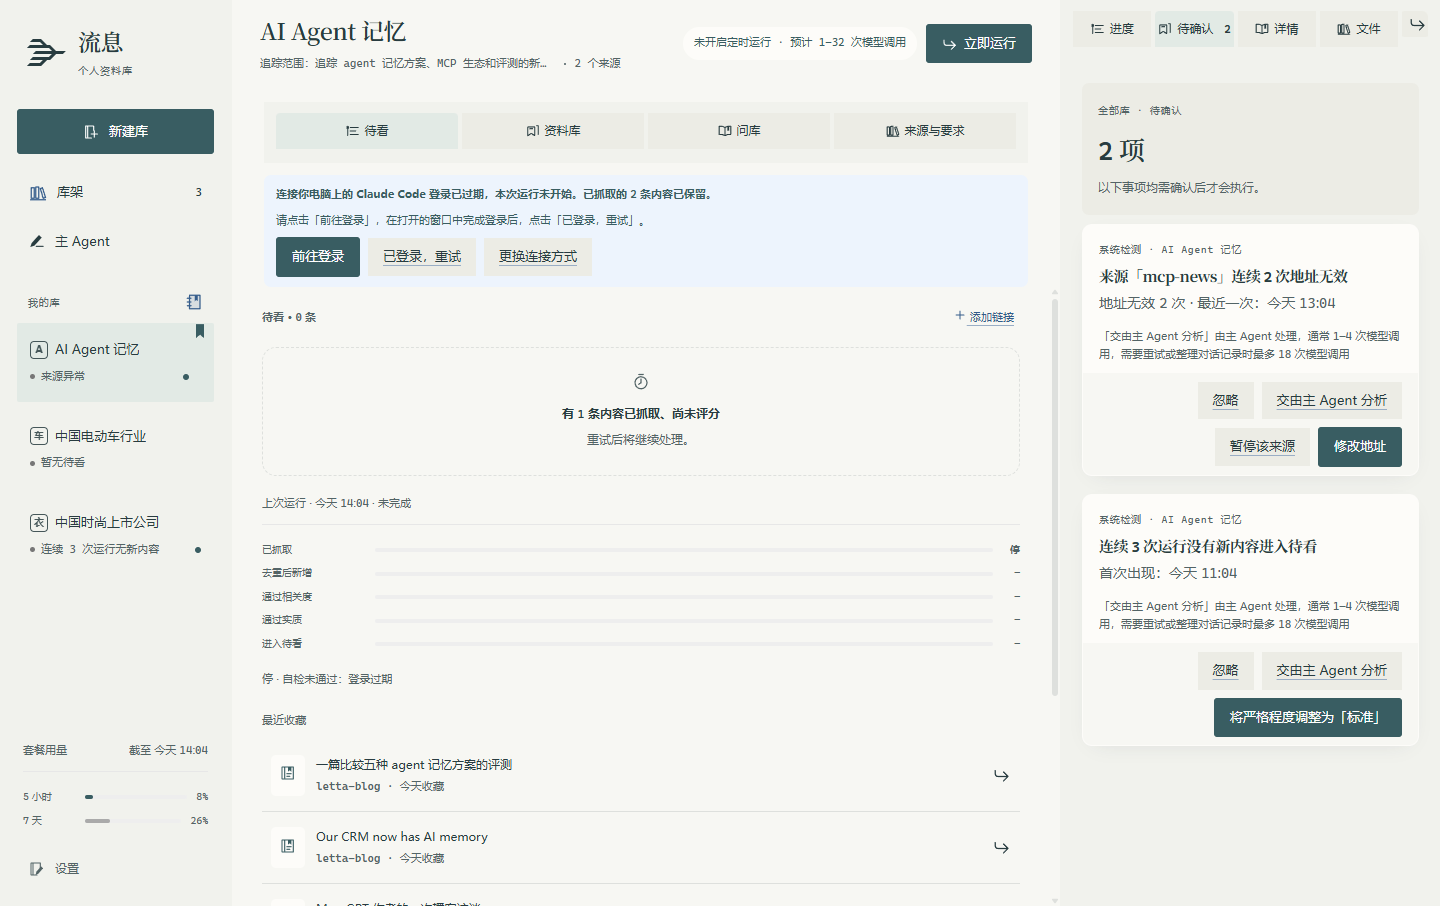 流息
个人资料库
新建库
库架 3
主 Agent
我的库
A AI Agent 记忆
来源异常
车 中国电动车行业
暂无待看
衣 中国时尚上市公司
连续 3 次运行无新内容
套餐用量 截至 今天 14:04
5 小时 8%
7 天 26%
设置
AI Agent 记忆
追踪范围：追踪 agent 记忆方案、MCP 生态和评测的新… · 2 个来源
未开启定时运行 · 预计 1–32 次模型调用
立即运行
待看 资料库 问库 来源与要求
连接你电脑上的 Claude Code 登录已过期，本次运行未开始。已抓取的 2 条内容已保留。
请点击「前往登录」，在打开的窗口中完成登录后，点击「已登录，重试」。
前往登录 已登录，重试 更换连接方式
待看 • 0 条 + 添加链接
有 1 条内容已抓取、尚未评分
重试后将继续处理。
上次运行 · 今天 14:04 · 未完成
已抓取 停
去重后新增 –
通过相关度 –
通过实质 –
进入待看 –
停 · 自检未通过：登录过期
最近收藏
一篇比较五种 agent 记忆方案的评测
letta-blog · 今天收藏
Our CRM now has AI memory
letta-blog · 今天收藏
进度 待确认 2 详情 文件
全部库 · 待确认
2 项
以下事项均需确认后才会执行。
系统检测 · AI Agent 记忆
来源「mcp-news」连续 2 次地址无效
地址无效 2 次 · 最近一次：今天 13:04
「交由主 Agent 分析」由主 Agent 处理，通常 1–4 次模型调
用，需要重试或整理对话记录时最多 18 次模型调用
忽略 交由主 Agent 分析
暂停该来源 修改地址
系统检测 · AI Agent 记忆
连续 3 次运行没有新内容进入待看
首次出现：今天 11:04
「交由主 Agent 分析」由主 Agent 处理，通常 1–4 次模型调
用，需要重试或整理对话记录时最多 18 次模型调用
忽略 交由主 Agent 分析
将严格程度调整为「标准」